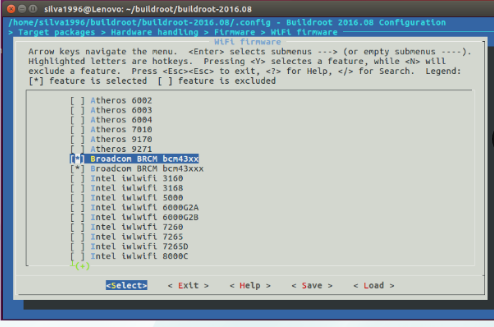 silva1996@Lenovo: ~/buildroot/buildroot-2016.08
/home/silva1996/buildroot/buildroot-2016.08/.config - Buildroot 2016.08 Configuration
> Target packages > Hardware handling > Firmware > WiFi firmware
WiFi firmware
Arrow keys navigate the menu. <Enter> selects submenus ---> (or empty submenus ----).
Highlighted letters are hotkeys. Pressing <Y> selectes a feature, while <N> will
exclude a feature. Press <Esc><Esc> to exit, <?> for Help, </> for Search. Legend:
[*] feature is selected [ ] feature is excluded
[ ] Atheros 6002
[ ] Atheros 6003
[ ] Atheros 6004
[ ] Atheros 7010
[ ] Atheros 9170
[ ] Atheros 9271
[*] Broadcom BRCM bcm43xx
[*] Broadcom BRCM bcm43xxx
[ ] Intel iwlwifi 3160
[ ] Intel iwlwifi 3168
[ ] Intel iwlwifi 5000
[ ] Intel iwlwifi 6000G2A
[ ] Intel iwlwifi 6000G2B
[ ] Intel iwlwifi 7260
[ ] Intel iwlwifi 7265
[ ] Intel iwlwifi 7265D
[ ] Intel iwlwifi 8000C
(+)
<Select> < Exit > < Help > < Save > < Load >